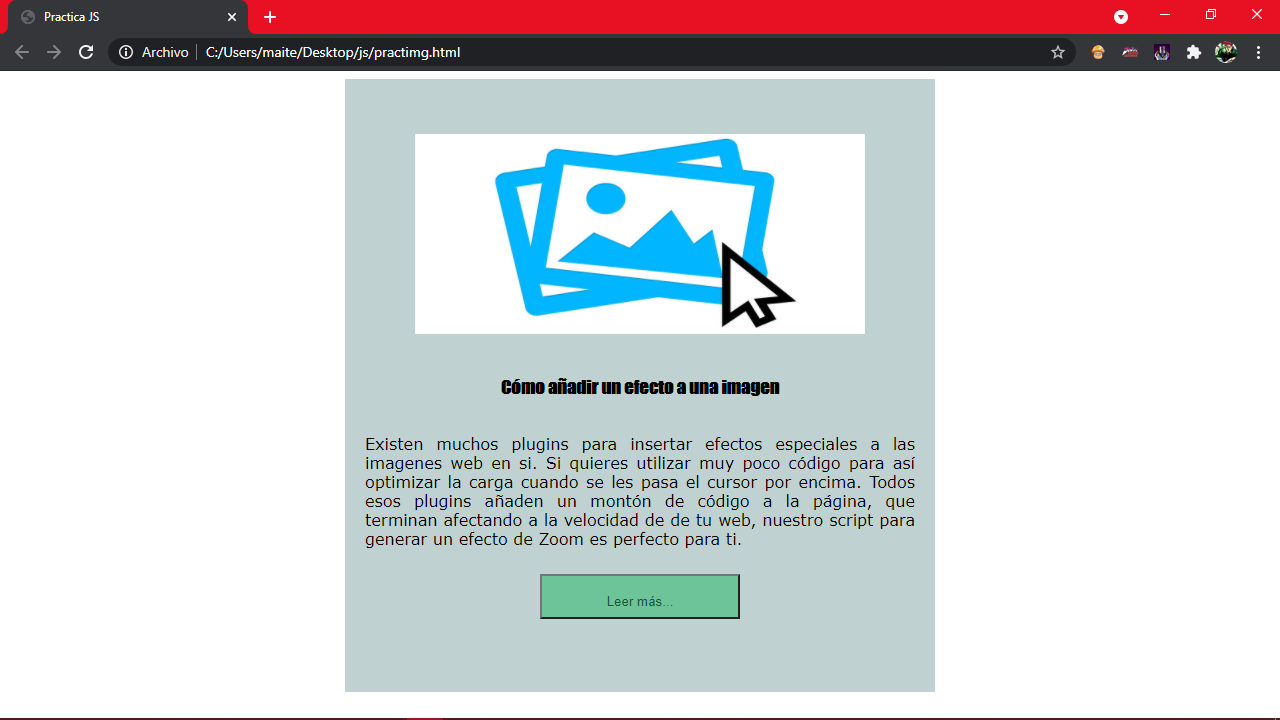 Practica JS
Archivo
C:/Users/maite/Desktop/js/practimg.html
Cómo añadir un efecto a una imagen
Existen muchos plugins para insertar efectos especiales a las
imagenes web en si. Si quieres utilizar muy poco código para así
optimizar la carga cuando se les pasa el cursor por encima. Todos
esos plugins añaden un montón de código a la página, que
terminan afectando a la velocidad de de tu web, nuestro script para
generar un efecto de Zoom es perfecto para ti.
Leer más...